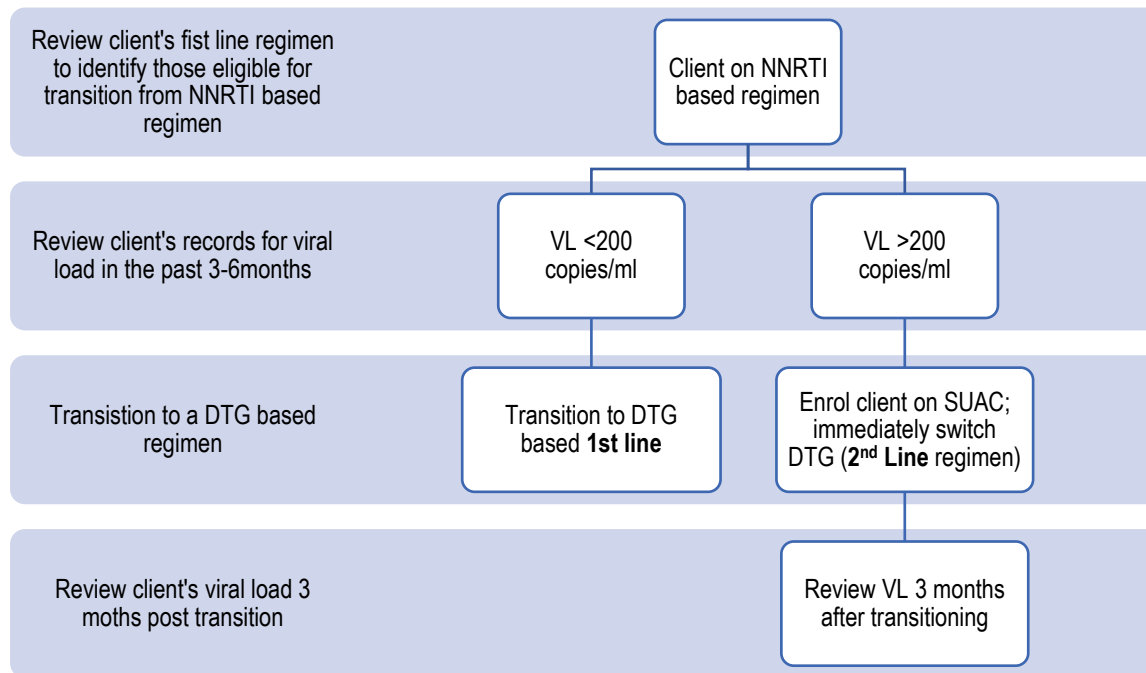 Review client's fist line regimen
to identify those eligible for
transition from NNRTI based
regimen
Client on NNRTI
based regimen
Review client's records for viral
load in the past 3-6months
VL <200
copies/ml
VL >200
copies/ml
Transistion to a DTG based
regimen
Transition to DTG
based 1st line
Enrol client on SUAC;
immediately switch
DTG (2nd Line regimen)
Review client's viral load 3
moths post transition
Review VL 3 months
after transitioning